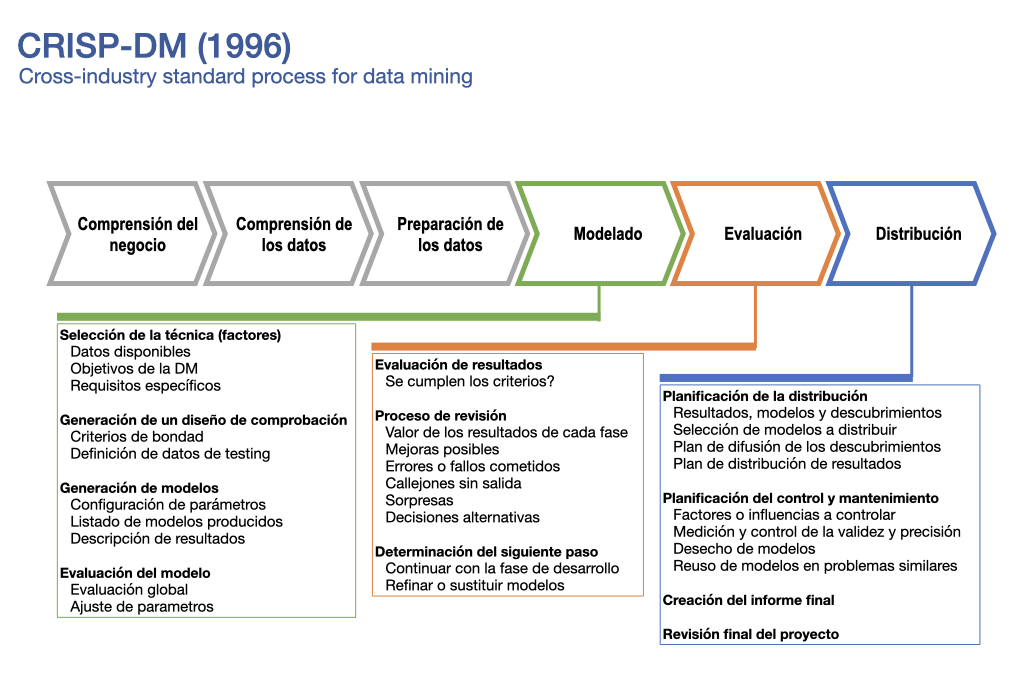 CRISP-DM (1996)
Cross-industry standard process for data mining
Comprensión del
negocio
Comprensión de
los datos
Preparación de
los datos
Modelado
Evaluación
Distribución
Selección de la técnica (factores)
Datos disponibles
Objetivos de la DM
Requisitos específicos
Generación de un diseño de comprobación
Criterios de bondad
Definición de datos de testing
Generación de modelos
Configuración de parámetros
Listado de modelos producidos
Descripción de resultados
Evaluación del modelo
Evaluación global
Ajuste de parametros
Evaluación de resultados
Se cumplen los criterios?
Proceso de revisión
Valor de los resultados de cada fase
Mejoras posibles
Errores o fallos cometidos
Callejones sin salida
Sorpresas
Decisiones alternativas
Determinación del siguiente paso
Continuar con la fase de desarrollo
Refinar o sustituir modelos
Planificación de la distribución
Resultados, modelos y descubrimientos
Selección de modelos a distribuir
Plan de difusión de los descubrimientos
Plan de distribución de resultados
Planificación del control y mantenimiento
Factores o influencias a controlar
Medición y control de la validez y precisión
Desecho de modelos
Reuso de modelos en problemas similares
Creación del informe final
Revisión final del proyecto